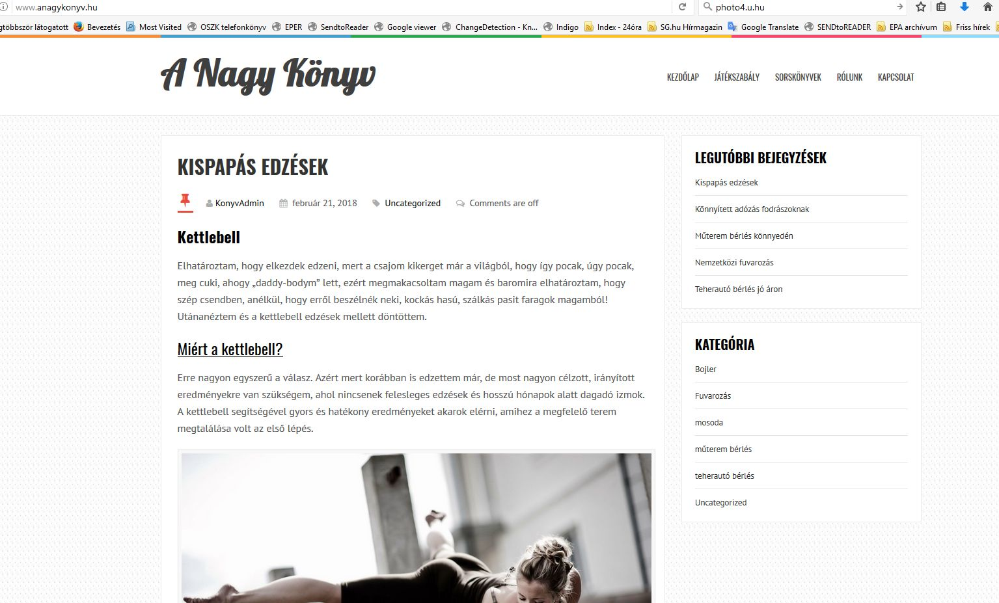 www.anagykonyv.hu
photo4.u.hu
gtöbbször látogatott Bevezetés Most Visited OSZK telefonkönyv EPER SendtoReader Google viewer ChangeDetection - Kn... Indigo Index - 24óra SG.hu Hírmagazin Google Translate SENDtoREADER EPA archívum Friss hírek
A Nagy Könyv
KEZDŐLAP JÁTÉKSZABÁLY SORSKÖNYVEK RÓLUNK KAPCSOLAT
KISPAPÁS EDZÉSEK
KonyvAdmin február 21, 2018 Uncategorized Comments are off
Kettlebell
Elhatároztam, hogy elkezdek edzeni, mert a csajom kikerget már a világból, hogy így pocak, úgy pocak,
meg cuki, ahogy „daddy-bodym” lett, ezért megmakacsoltam magam és baromira elhatároztam, hogy
szép csendben, anélkül, hogy erről beszélnék neki, kockás hasú, szálkás pasit faragok magamból!
Utánanéztem és a kettlebell edzések mellett döntöttem.
Miért a kettlebell?
Erre nagyon egyszerű a válasz. Azért mert korábban is edzettem már, de most nagyon célzott, irányított
eredményekre van szükségem, ahol nincsenek felesleges edzések és hosszú hónapok alatt dagadó izmok.
A kettlebell segítségével gyors és hatékony eredményeket akarok elérni, amihez a megfelelő terem
megtalálása volt az első lépés.
LEGUTÓBBI BEJEGYZÉSEK
Kispapás edzések
Könnyített adózás fodrászoknak
Műterem bérlés könnyedén
Nemzetközi fuvarozás
Teherautó bérlés jó áron
KATEGÓRIA
Bojler
Fuvarozás
mosoda
műterem bérlés
teherautó bérlés
Uncategorized